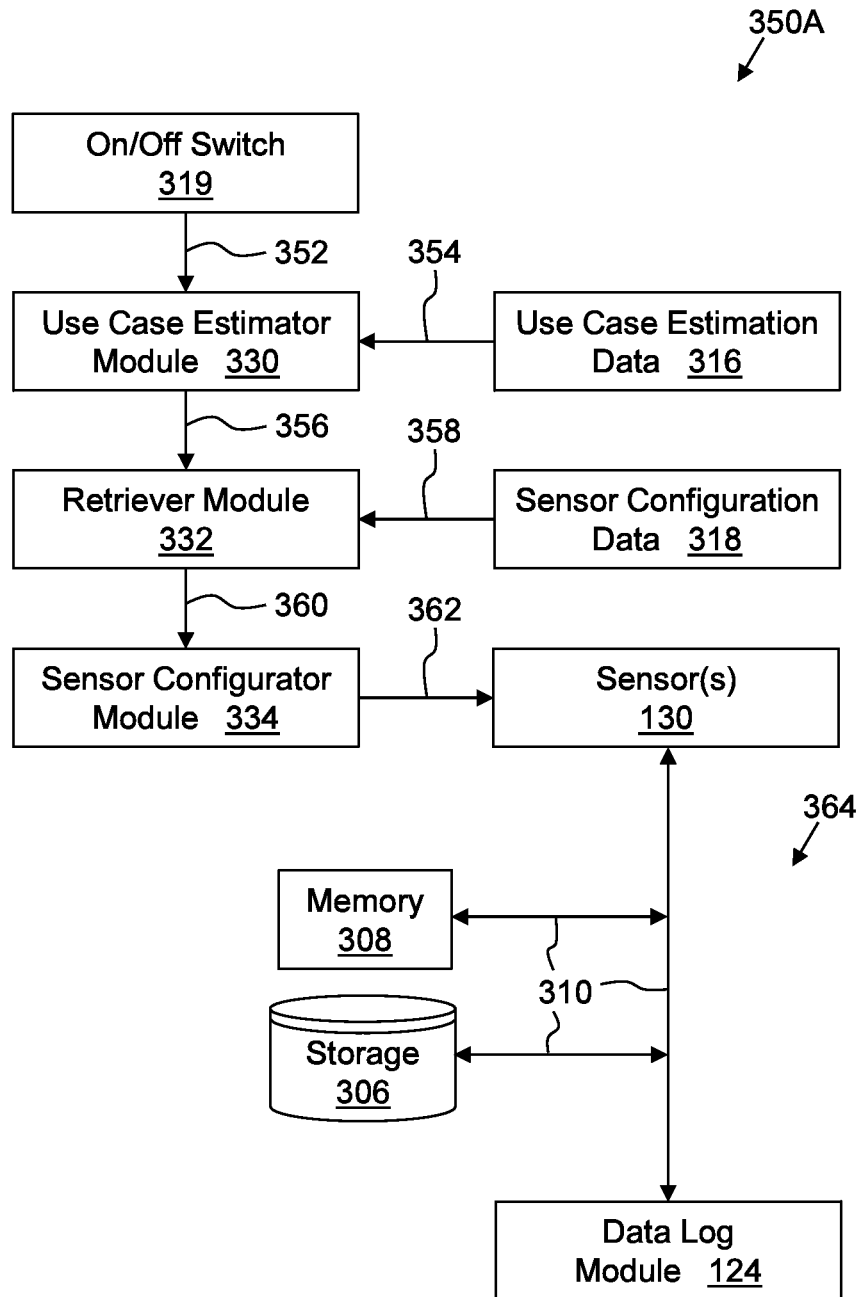 350A
On/Off Switch
319
352
354
Use Case Estimator
Module 330
Use Case Estimation
Data 316
356
358
Retriever Module
332
Sensor Configuration
Data 318
360
362
Sensor Configurator
Module 334
Sensor(s)
130
364
Memory
308
310
Storage
306
Data Log
Module 124